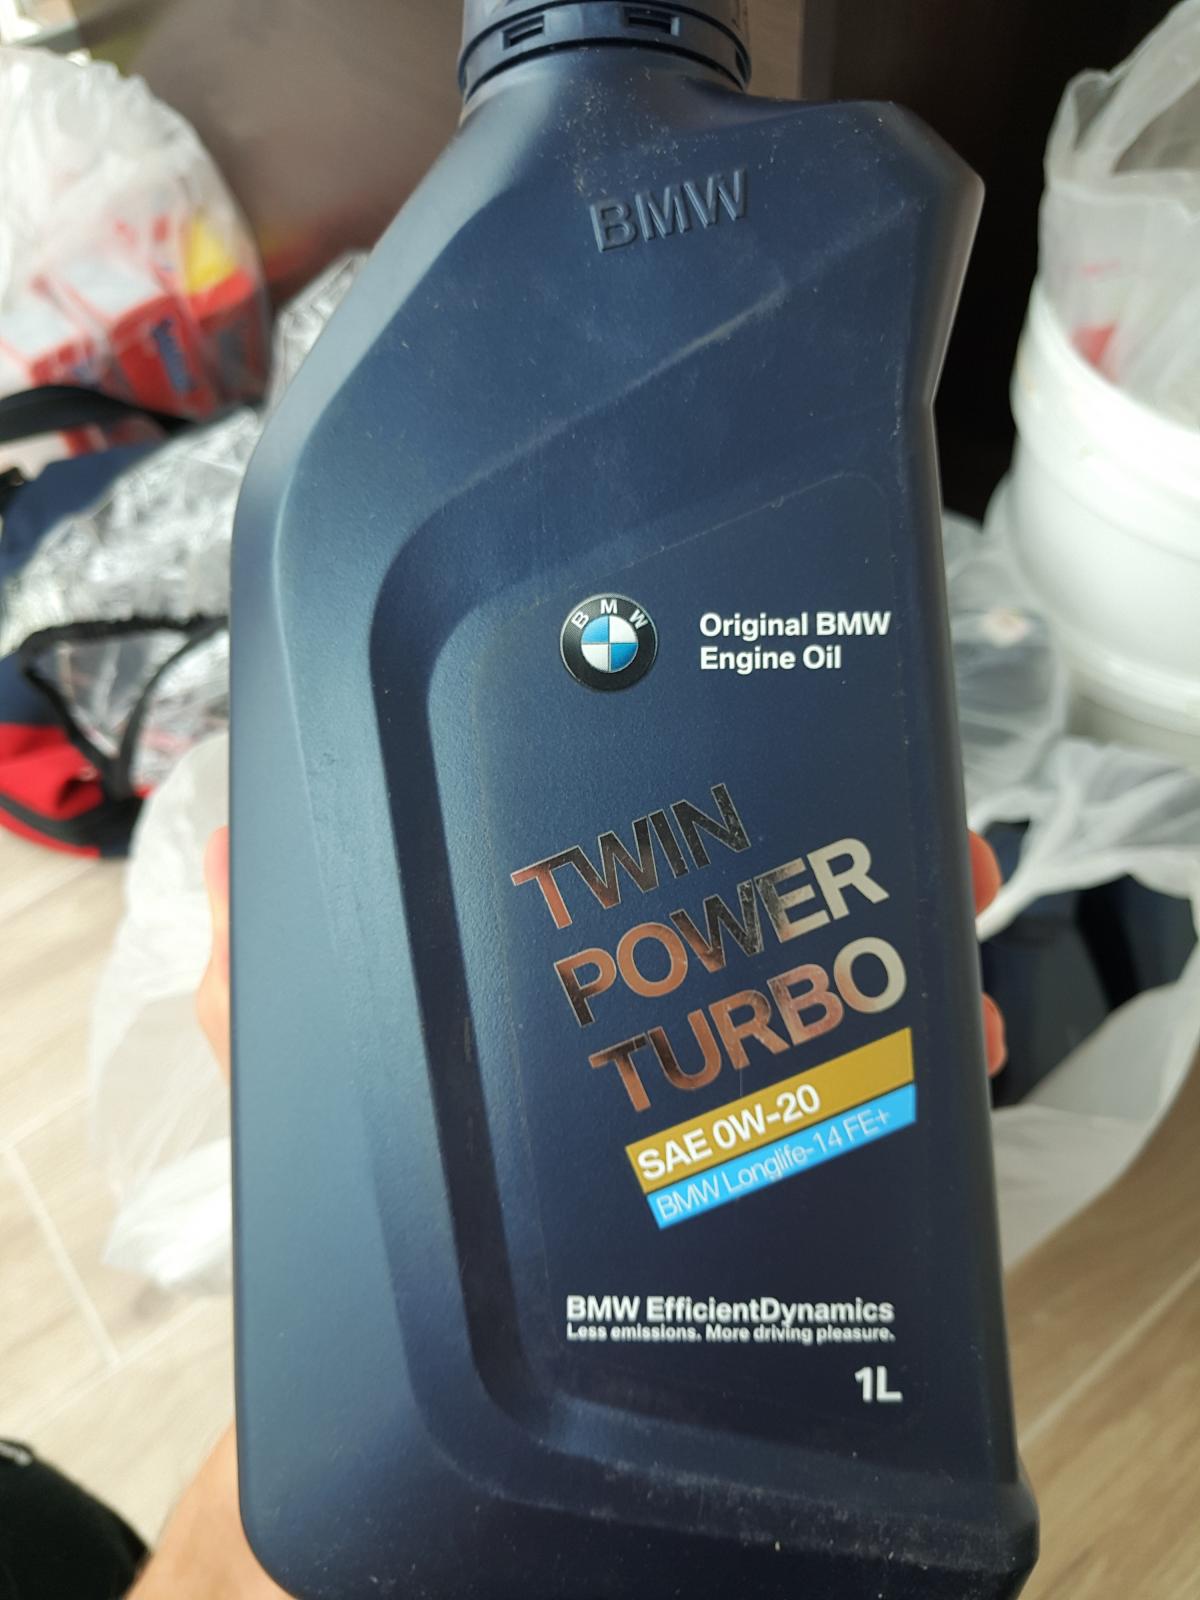 BMW
BMW
Original BMW
Engine Oil
TWIN
POWER
TURBO
SAE 0W-20
BMW Longlife-14 FE+
BMW EfficientDynamics
Less emissions. More driving pleasure.
1L